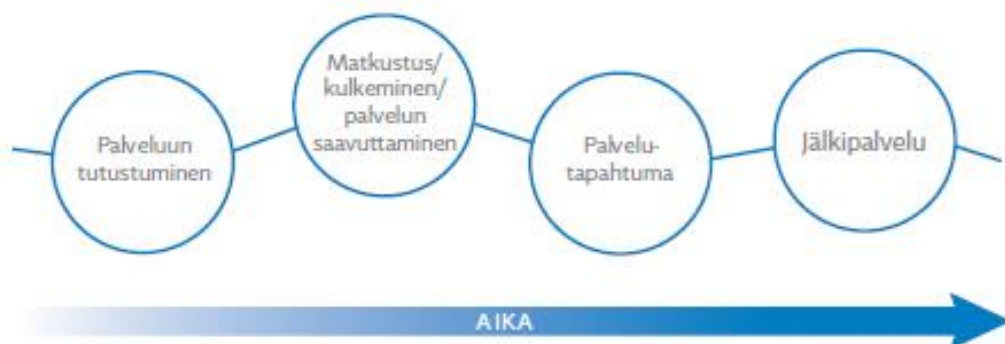 Palveluun
tutustuminen
Matkustus/
kulkeminen/
palvelun
saavuttaminen
Palvelu-
tapahtuma
Jälkipalvelu
AIKA